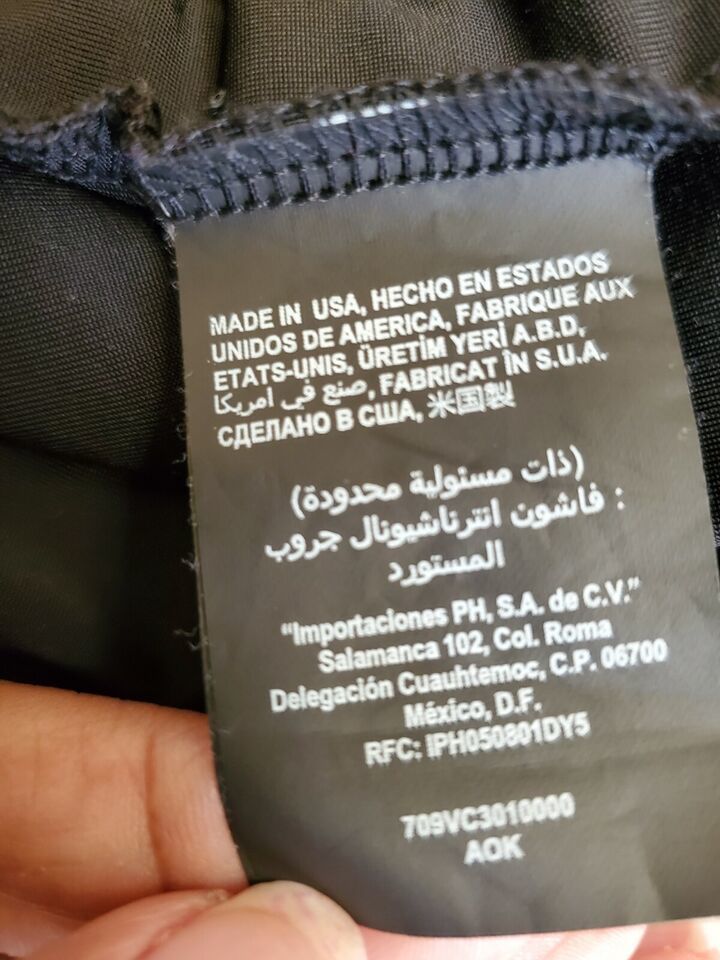 MADE IN USA, HECHO EN ESTADOS
UNIDOS DE AMERICA, FABRIQUE AUX
ETATS-UNIS, ÜRETİM YERİ A.B.D.
صنع في امريكا, FABRICAT ÎN S.U.A.
СДЕЛАНО В США, 米国製
(ذات مسئولية محدودة)
: فاشون انترناشيونال جروب
المستورد
“Importaciones PH, S.A. de C.V.”
Salamanca 102, Col. Roma
Delegación Cuauhtemoc, C.P. 06700
México, D.F.
RFC: IPH050801DY5
709VC3010000
AOK